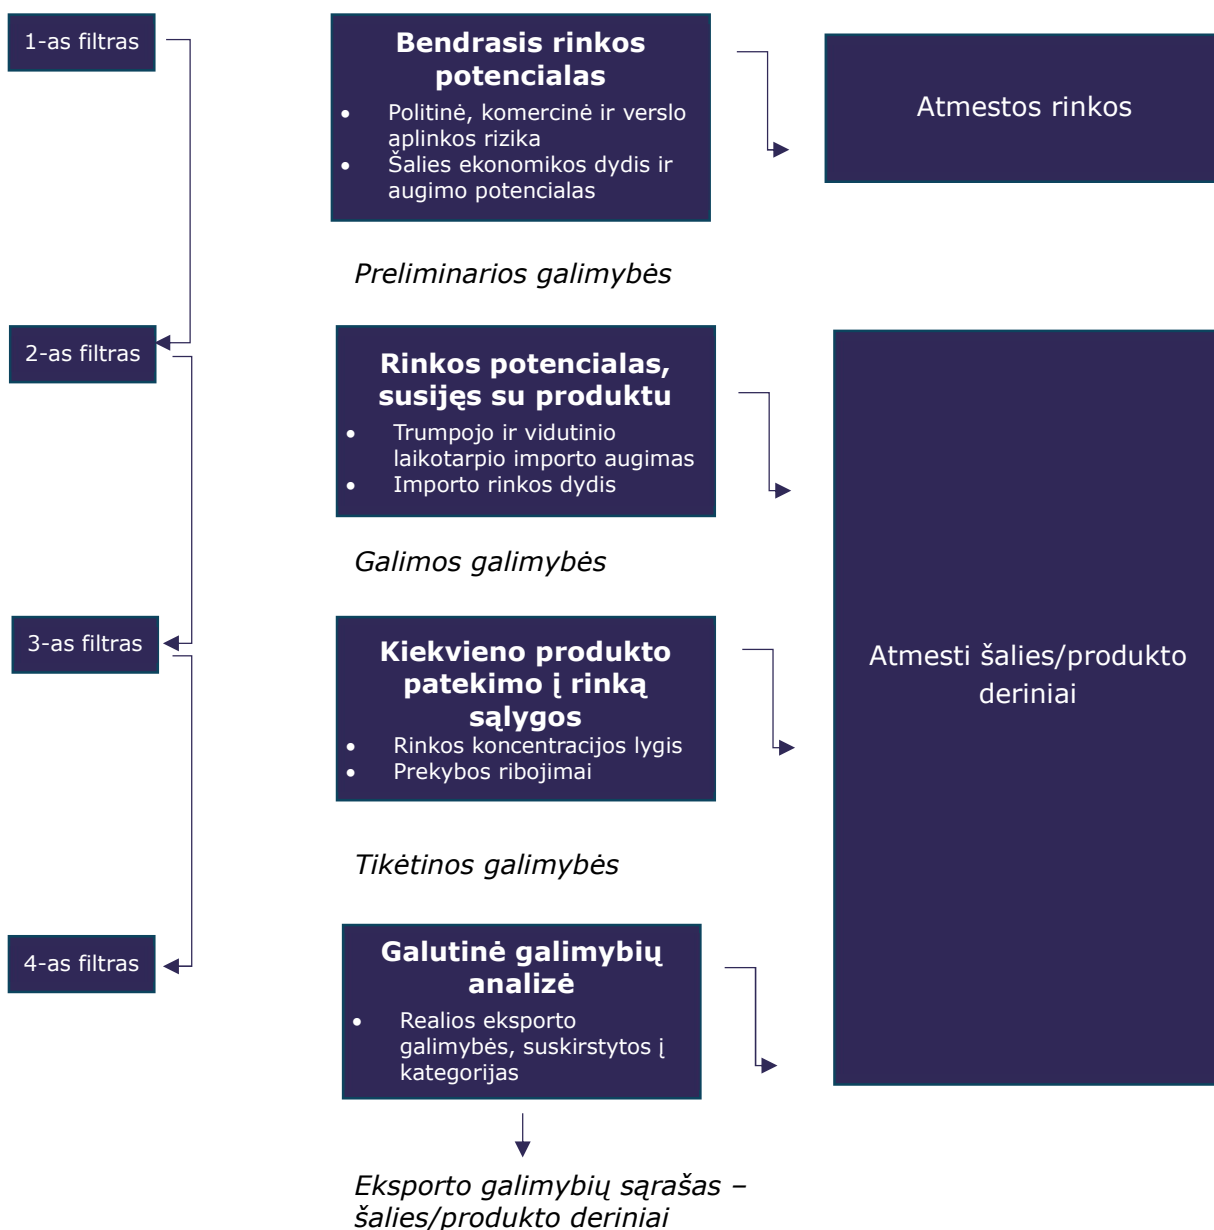 1-as filtras
Bendrasis rinkos
potencialas
• Politinė, komercinė ir verslo
aplinkos rizika
• Šalies ekonomikos dydis ir
augimo potencialas
Atmestos rinkos
Preliminarios galimybės
2-as filtras
Rinkos potencialas,
susijęs su produktu
• Trumpojo ir vidutinio
laikotarpio importo augimas
• Importo rinkos dydis
Galimos galimybės
3-as filtras
Kiekvieno produkto
patekimo į rinką
sąlygos
• Rinkos koncentracijos lygis
• Prekybos ribojimai
Atmesti šalies/produkto
deriniai
Tikėtinos galimybės
4-as filtras
Galutinė galimybių
analizė
• Realios eksporto
galimybės, suskirstytos į
kategorijas
Eksporto galimybių sąrašas –
šalies/produkto deriniai